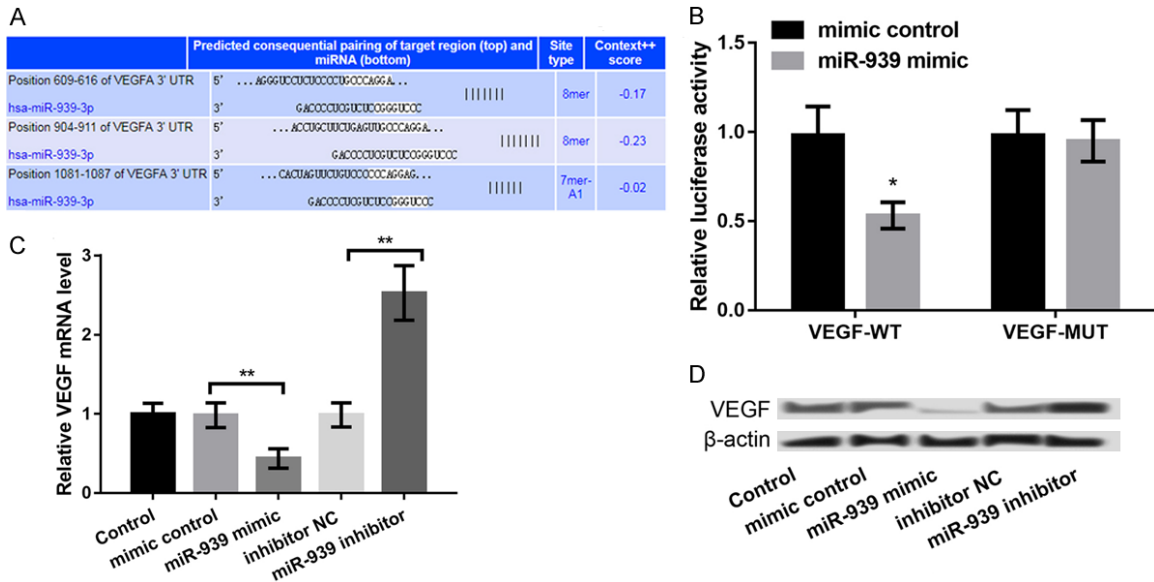 A
Predicted consequential pairing of target region (top) and miRNA (bottom)
Site type
Context++ score
Position 609-616 of VEGFA 3' UTR
5' ...AGGGUCCUCUCCCCUGCCCAGGA...
hsa-miR-939-3p
3' GACCCCUCGUCUCCGGGUCCC
8mer
-0.17
Position 904-911 of VEGFA 3' UTR
5' ...ACCUGCUUCUGAGUUGCCCAGGA...
hsa-miR-939-3p
3' GACCCCUCGUCUCCGGGUCCC
8mer
-0.23
Position 1081-1087 of VEGFA 3' UTR
5' ...CACUAGUUCUGUCCCCCCAGGAG...
hsa-miR-939-3p
3' GACCCCUCGUCUCCGGGUCCC
7mer-A1
-0.02
B
mimic control
miR-939 mimic
Relative luciferase activity
1.5
1.0
0.5
0.0
*
VEGF-WT
VEGF-MUT
C
Relative VEGF mRNA level
3
2
1
0
**
**
Control
mimic control
miR-939 mimic
inhibitor NC
miR-939 inhibitor
D
VEGF
β-actin
Control
mimic control
miR-939 mimic
inhibitor NC
miR-939 inhibitor